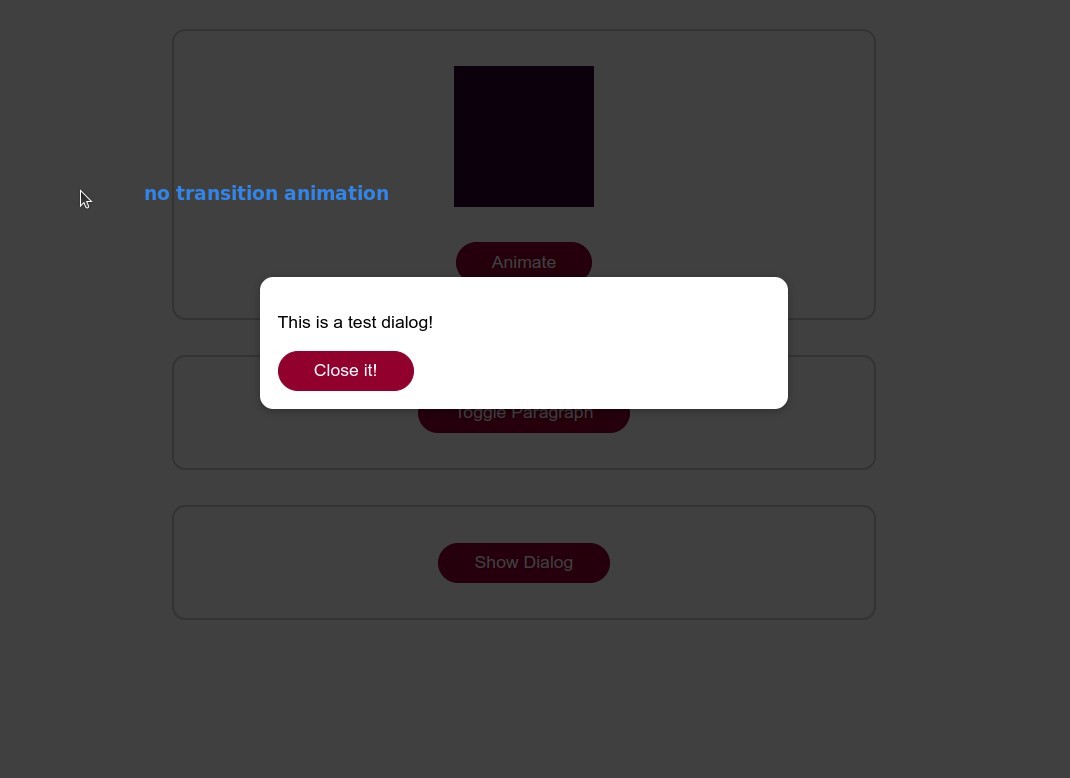 no transition animation
Animate
This is a test dialog!
Close it!
Toggle Paragraph
Show Dialog